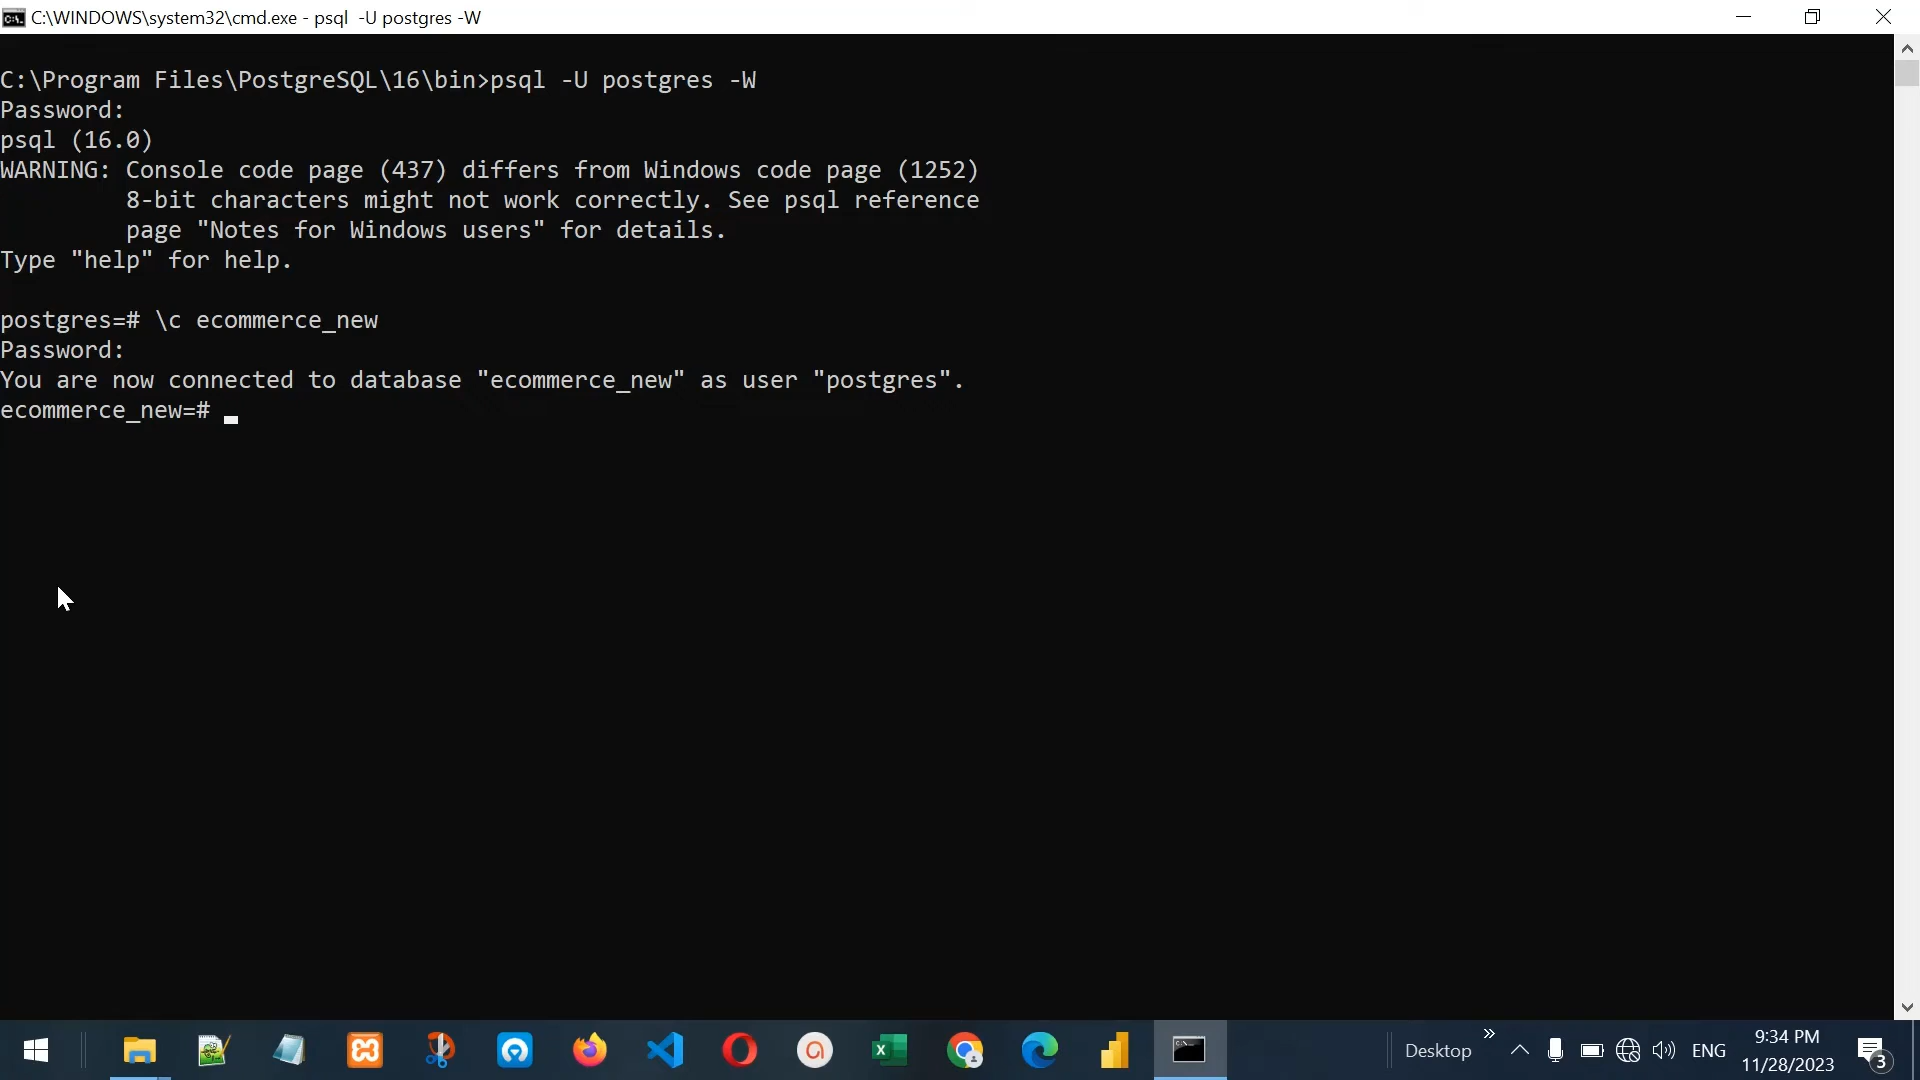 C:\WINDOWS\system32\cmd.exe - psql  -U postgres -W
C:\Program Files\PostgreSQL\16\bin>psql -U postgres -W
Password:
psql (16.0)
WARNING: Console code page (437) differs from Windows code page (1252)
         8-bit characters might not work correctly. See psql reference
         page "Notes for Windows users" for details.
Type "help" for help.
postgres=# \c ecommerce_new
Password:
You are now connected to database "ecommerce_new" as user "postgres".
ecommerce_new=#
Desktop
ENG
9:34 PM
11/28/2023
3